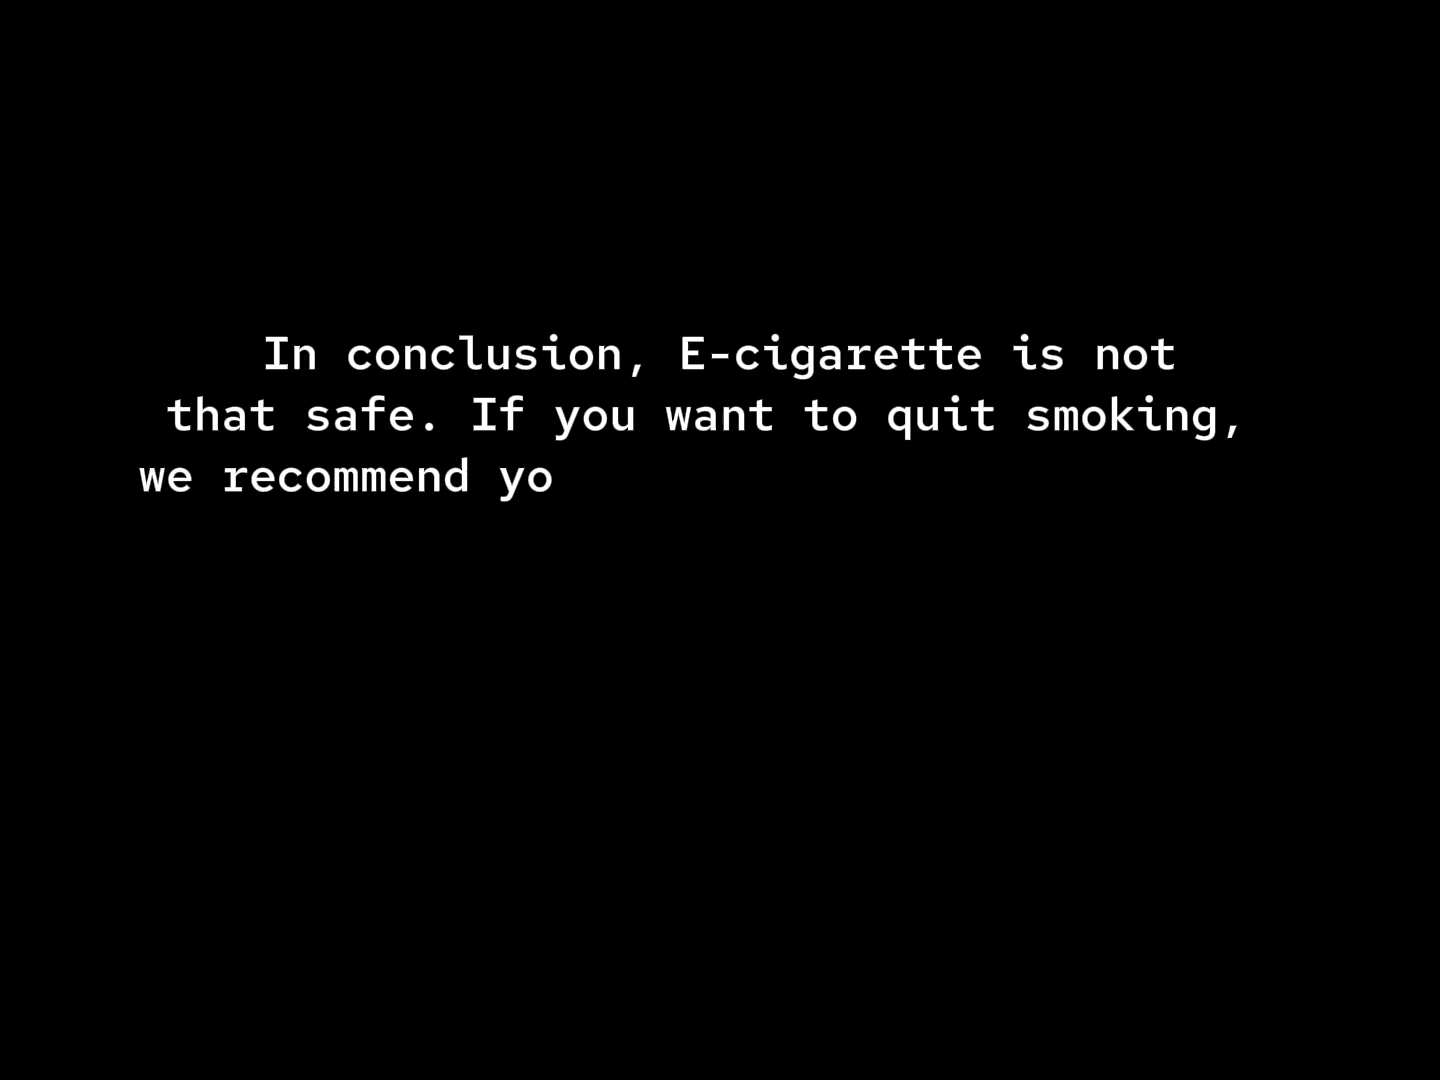 In conclusion, E-cigarette is not
that safe. If you want to quit smoking,
we recommend yo